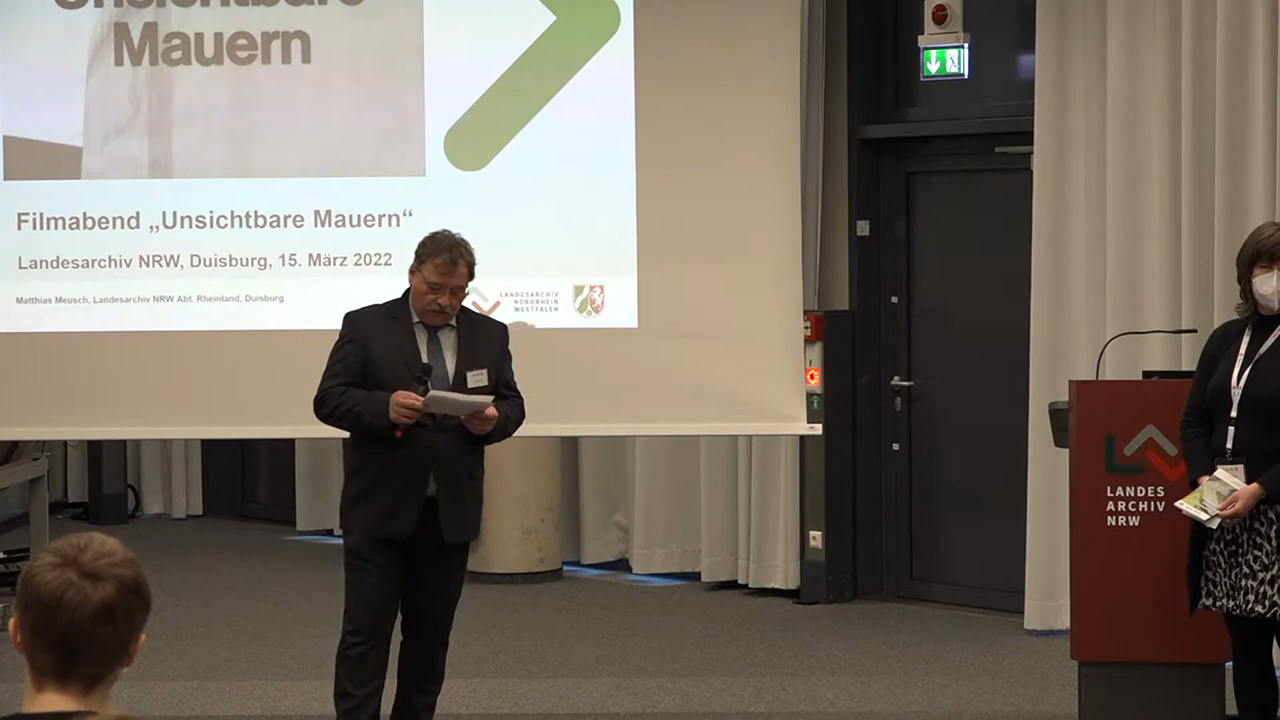 Unsichtbare
Mauern
Filmabend „Unsichtbare Mauern“
Landesarchiv NRW, Duisburg, 15. März 2022
Matthias Meusch, Landesarchiv NRW Abt. Rheinland, Duisburg
LANDESARCHIV
NORDRHEIN
WESTFALEN
LANDES
ARCHIV
NRW